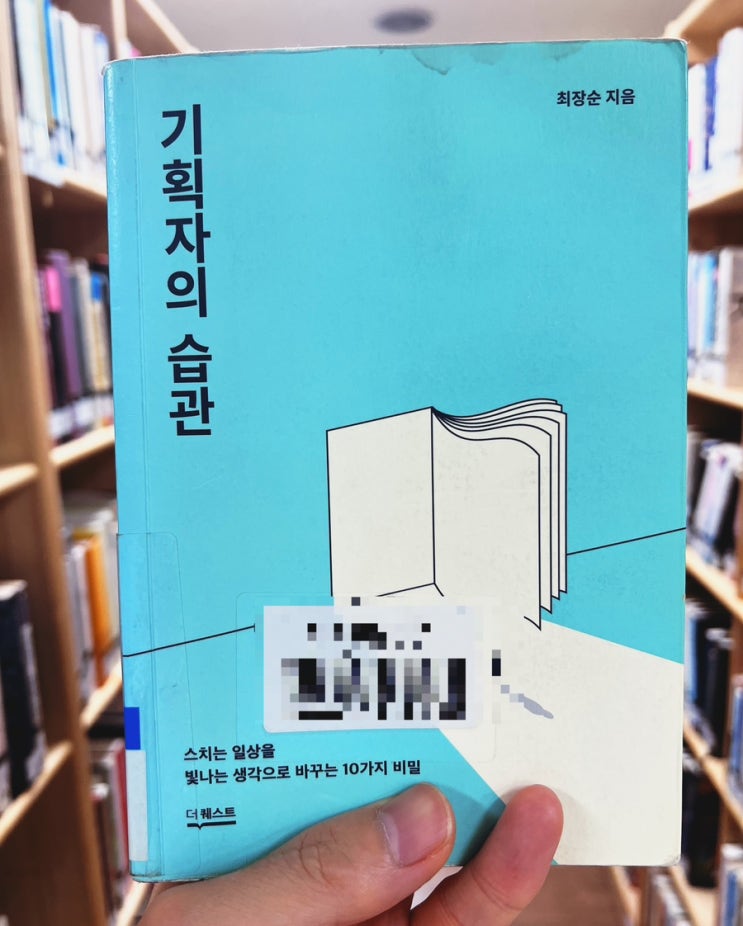 최장순 지음
기획자의 습관
스치는 일상을
빛나는 생각으로 바꾸는 10가지 비밀
더 퀘스트